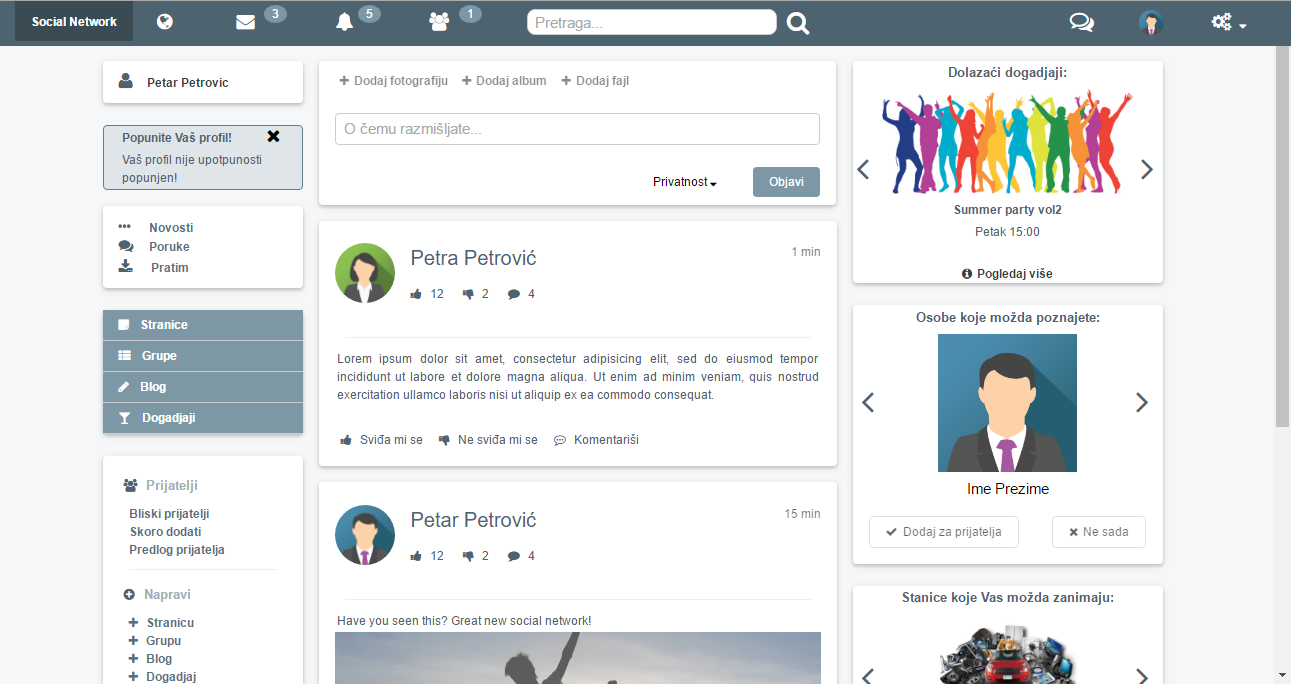 Social Network
3
5
1
Pretraga...
Petar Petrovic
Popunite Vaš profil!
Vaš profil nije upotpunosti
popunjen!
Novosti
Poruke
Pratim
Stranice
Grupe
Blog
Dogadjaji
Prijatelji
Bliski prijatelji
Skoro dodati
Predlog prijatelja
Napravi
Stranicu
Grupu
Blog
Dogadjaj
Dodaj fotografiju Dodaj album Dodaj fajl
O čemu razmišljate...
Privatnost Objavi
Petra Petrović
1 min
12 2 4
Lorem ipsum dolor sit amet, consectetur adipisicing elit, sed do eiusmod tempor
incididunt ut labore et dolore magna aliqua. Ut enim ad minim veniam, quis nostrud
exercitation ullamco laboris nisi ut aliquip ex ea commodo consequat.
Sviđa mi se Ne sviđa mi se Komentariši
Petar Petrović
15 min
12 2 4
Have you seen this? Great new social network!
Dolazaći dogadjaji:
Summer party vol2
Petak 15:00
Pogledaj više
Osobe koje možda poznajete:
Ime Prezime
Dodaj za prijatelja Ne sada
Stanice koje Vas možda zanimaju: